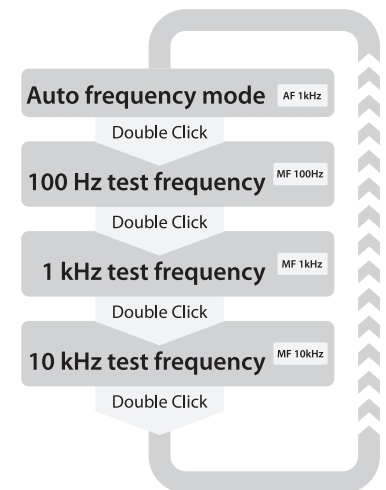 Auto frequency mode AF 1kHz
Double Click
100 Hz test frequency MF 100Hz
Double Click
1 kHz test frequency MF 1kHz
Double Click
10 kHz test frequency MF 10kHz
Double Click